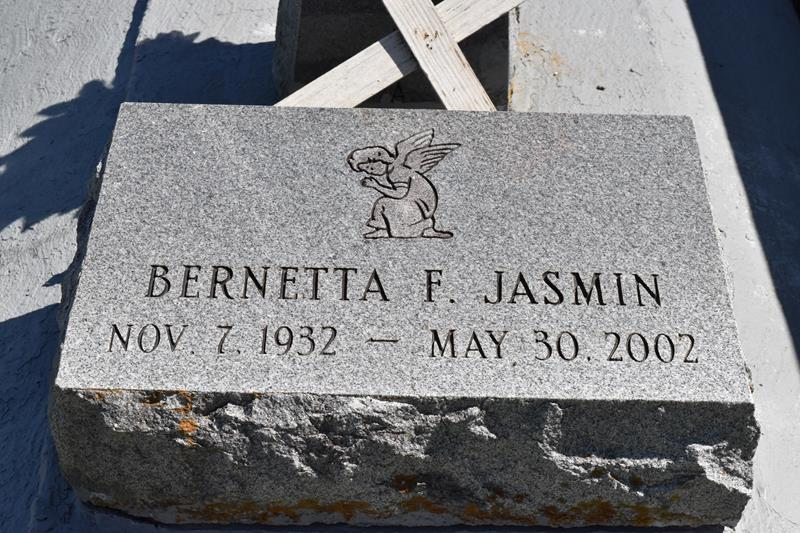 BERNETTA F. JASMIN
NOV. 7, 1932 — MAY 30, 2002